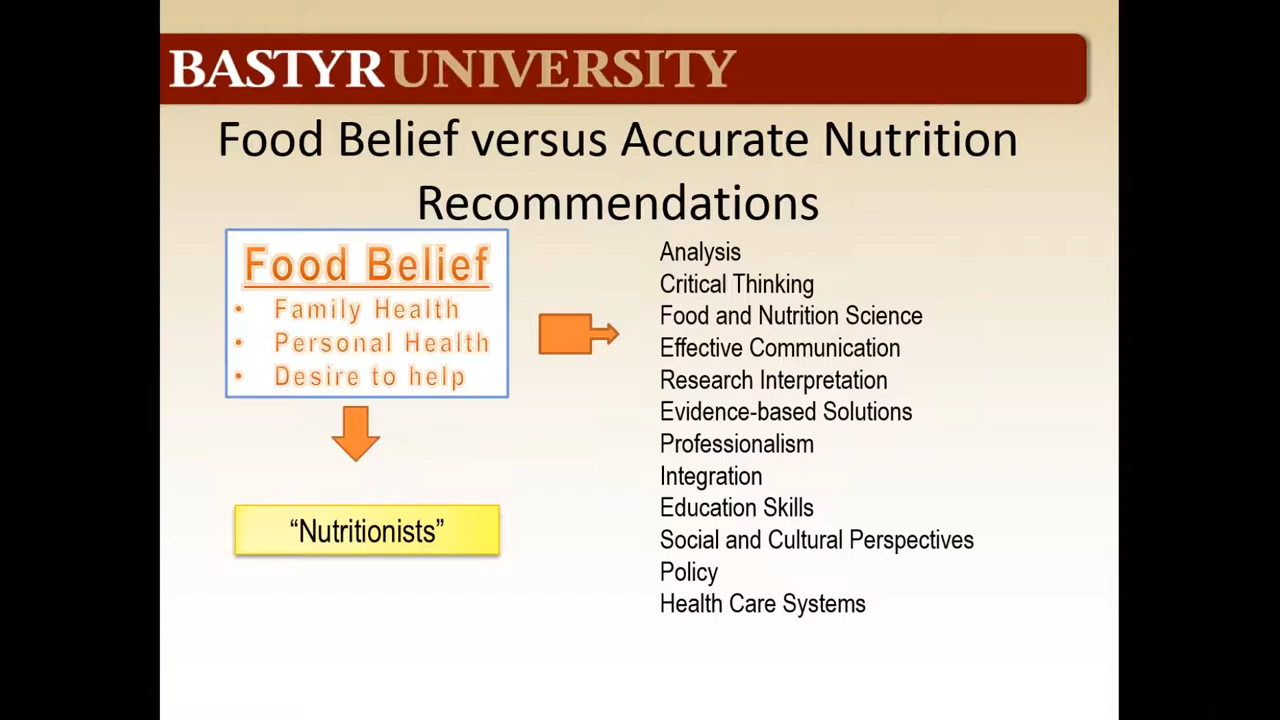 BASTYR UNIVERSITY
Food Belief versus Accurate Nutrition
Recommendations
Food Belief
• Family Health
• Personal Health
• Desire to help
“Nutritionists”
Analysis
Critical Thinking
Food and Nutrition Science
Effective Communication
Research Interpretation
Evidence-based Solutions
Professionalism
Integration
Education Skills
Social and Cultural Perspectives
Policy
Health Care Systems